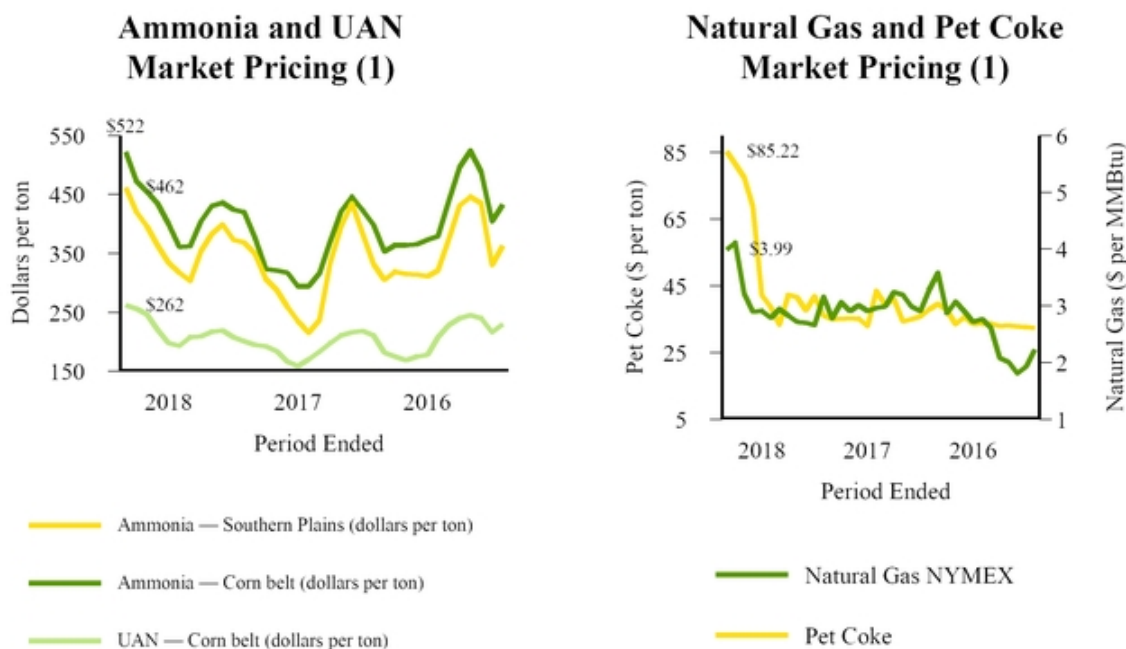 Ammonia and UAN
Market Pricing (1)
$522
550
$462
450
350
$262
250
150
Dollars per ton
2018 2017 2016
Period Ended
Ammonia — Southern Plains (dollars per ton)
Ammonia — Corn belt (dollars per ton)
UAN — Corn belt (dollars per ton)
Natural Gas and Pet Coke
Market Pricing (1)
85
65
45
25
5
Pet Coke ($ per ton)
$85.22
$3.99
6
5
4
3
2
1
Natural Gas ($ per MMBtu)
2018 2017 2016
Period Ended
Natural Gas NYMEX
Pet Coke